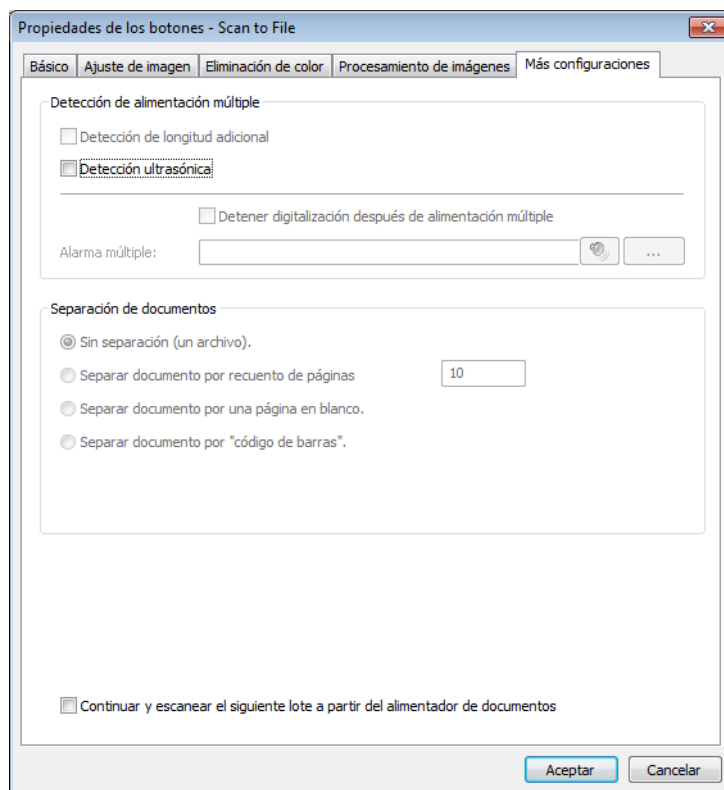 Propiedades de los botones - Scan to File
Básico Ajuste de imagen Eliminación de color Procesamiento de imágenes Más configuraciones
Detección de alimentación múltiple
Detección de longitud adicional
Detección ultrasónica
Detener digitalización después de alimentación múltiple
Alarma múltiple: ...
Separación de documentos
Sin separación (un archivo).
Separar documento por recuento de páginas 10
Separar documento por una página en blanco.
Separar documento por "código de barras".
Continuar y escanear el siguiente lote a partir del alimentador de documentos
Aceptar Cancelar